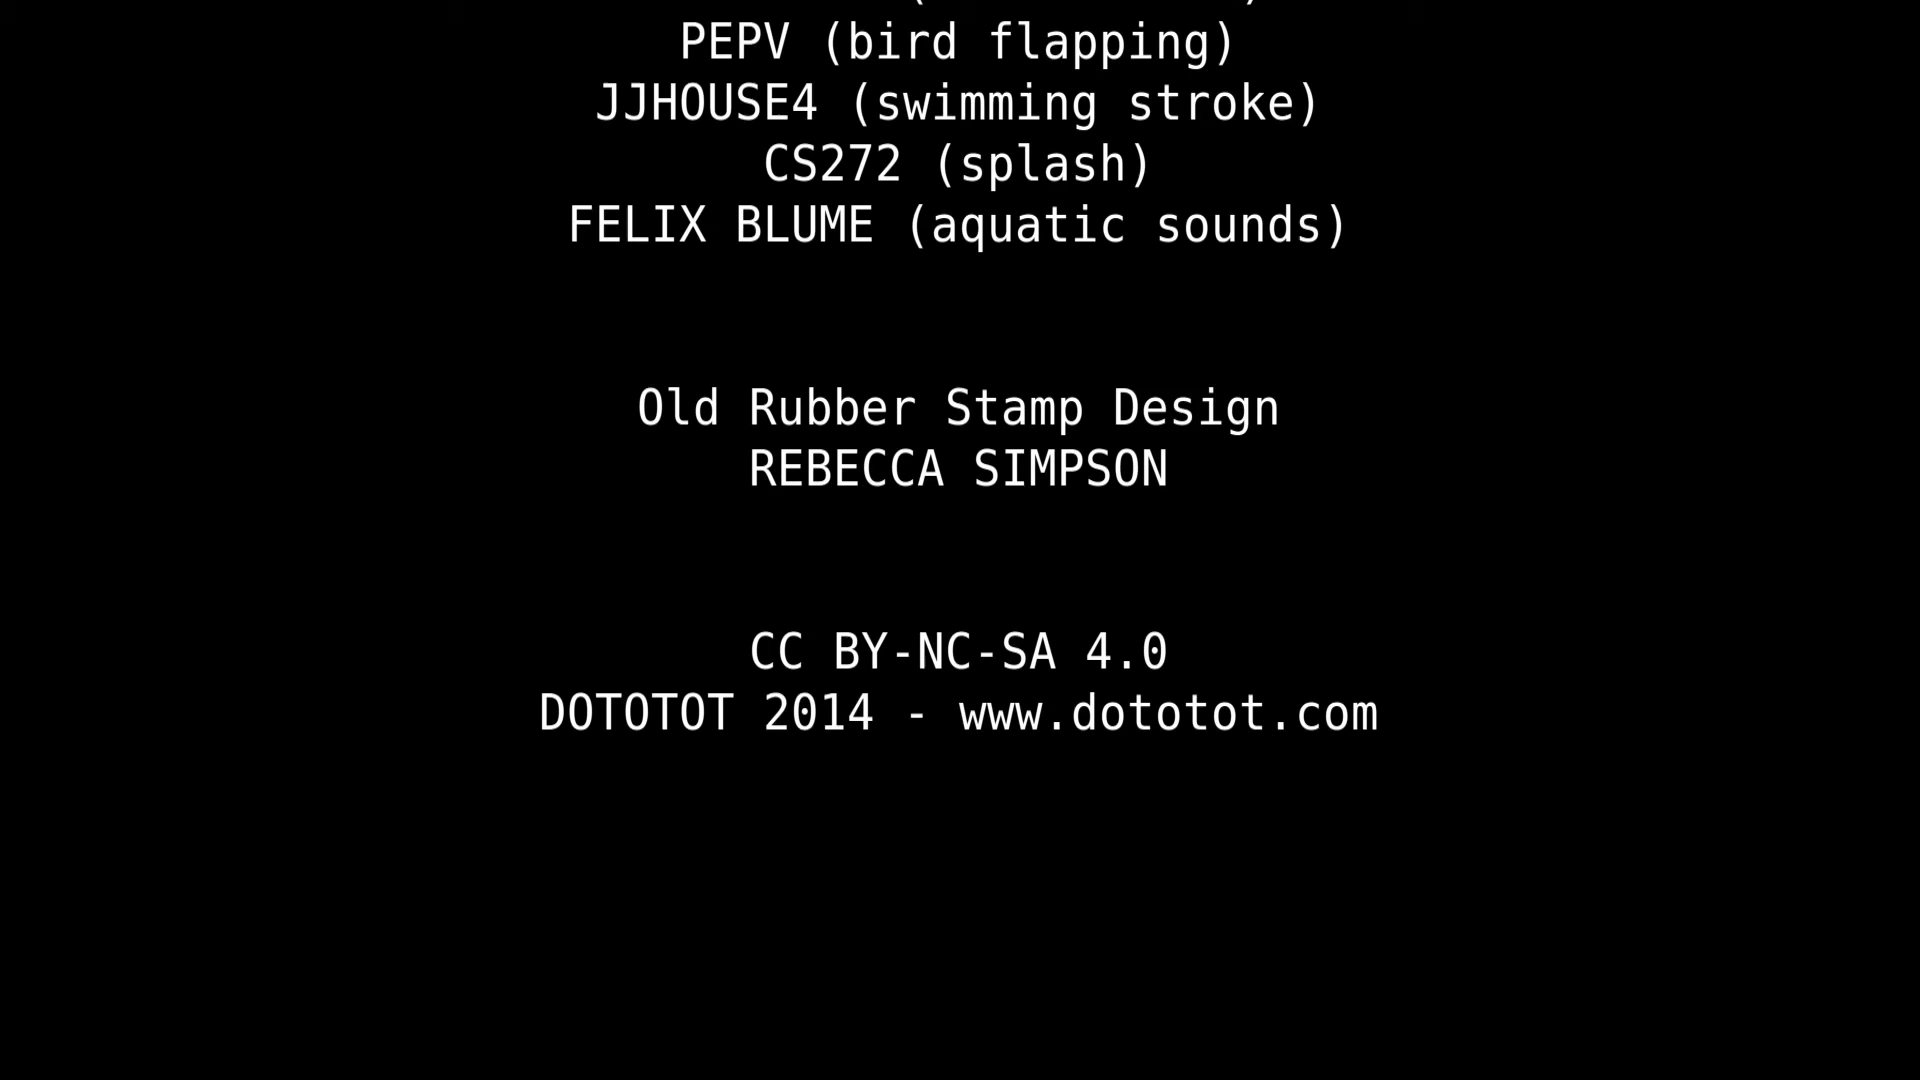 PEPV (bird flapping)
JJHOUSE4 (swimming stroke)
CS272 (splash)
FELIX BLUME (aquatic sounds)
Old Rubber Stamp Design
REBECCA SIMPSON
CC BY-NC-SA 4.0
DOTOTOT 2014 - www.dototot.com